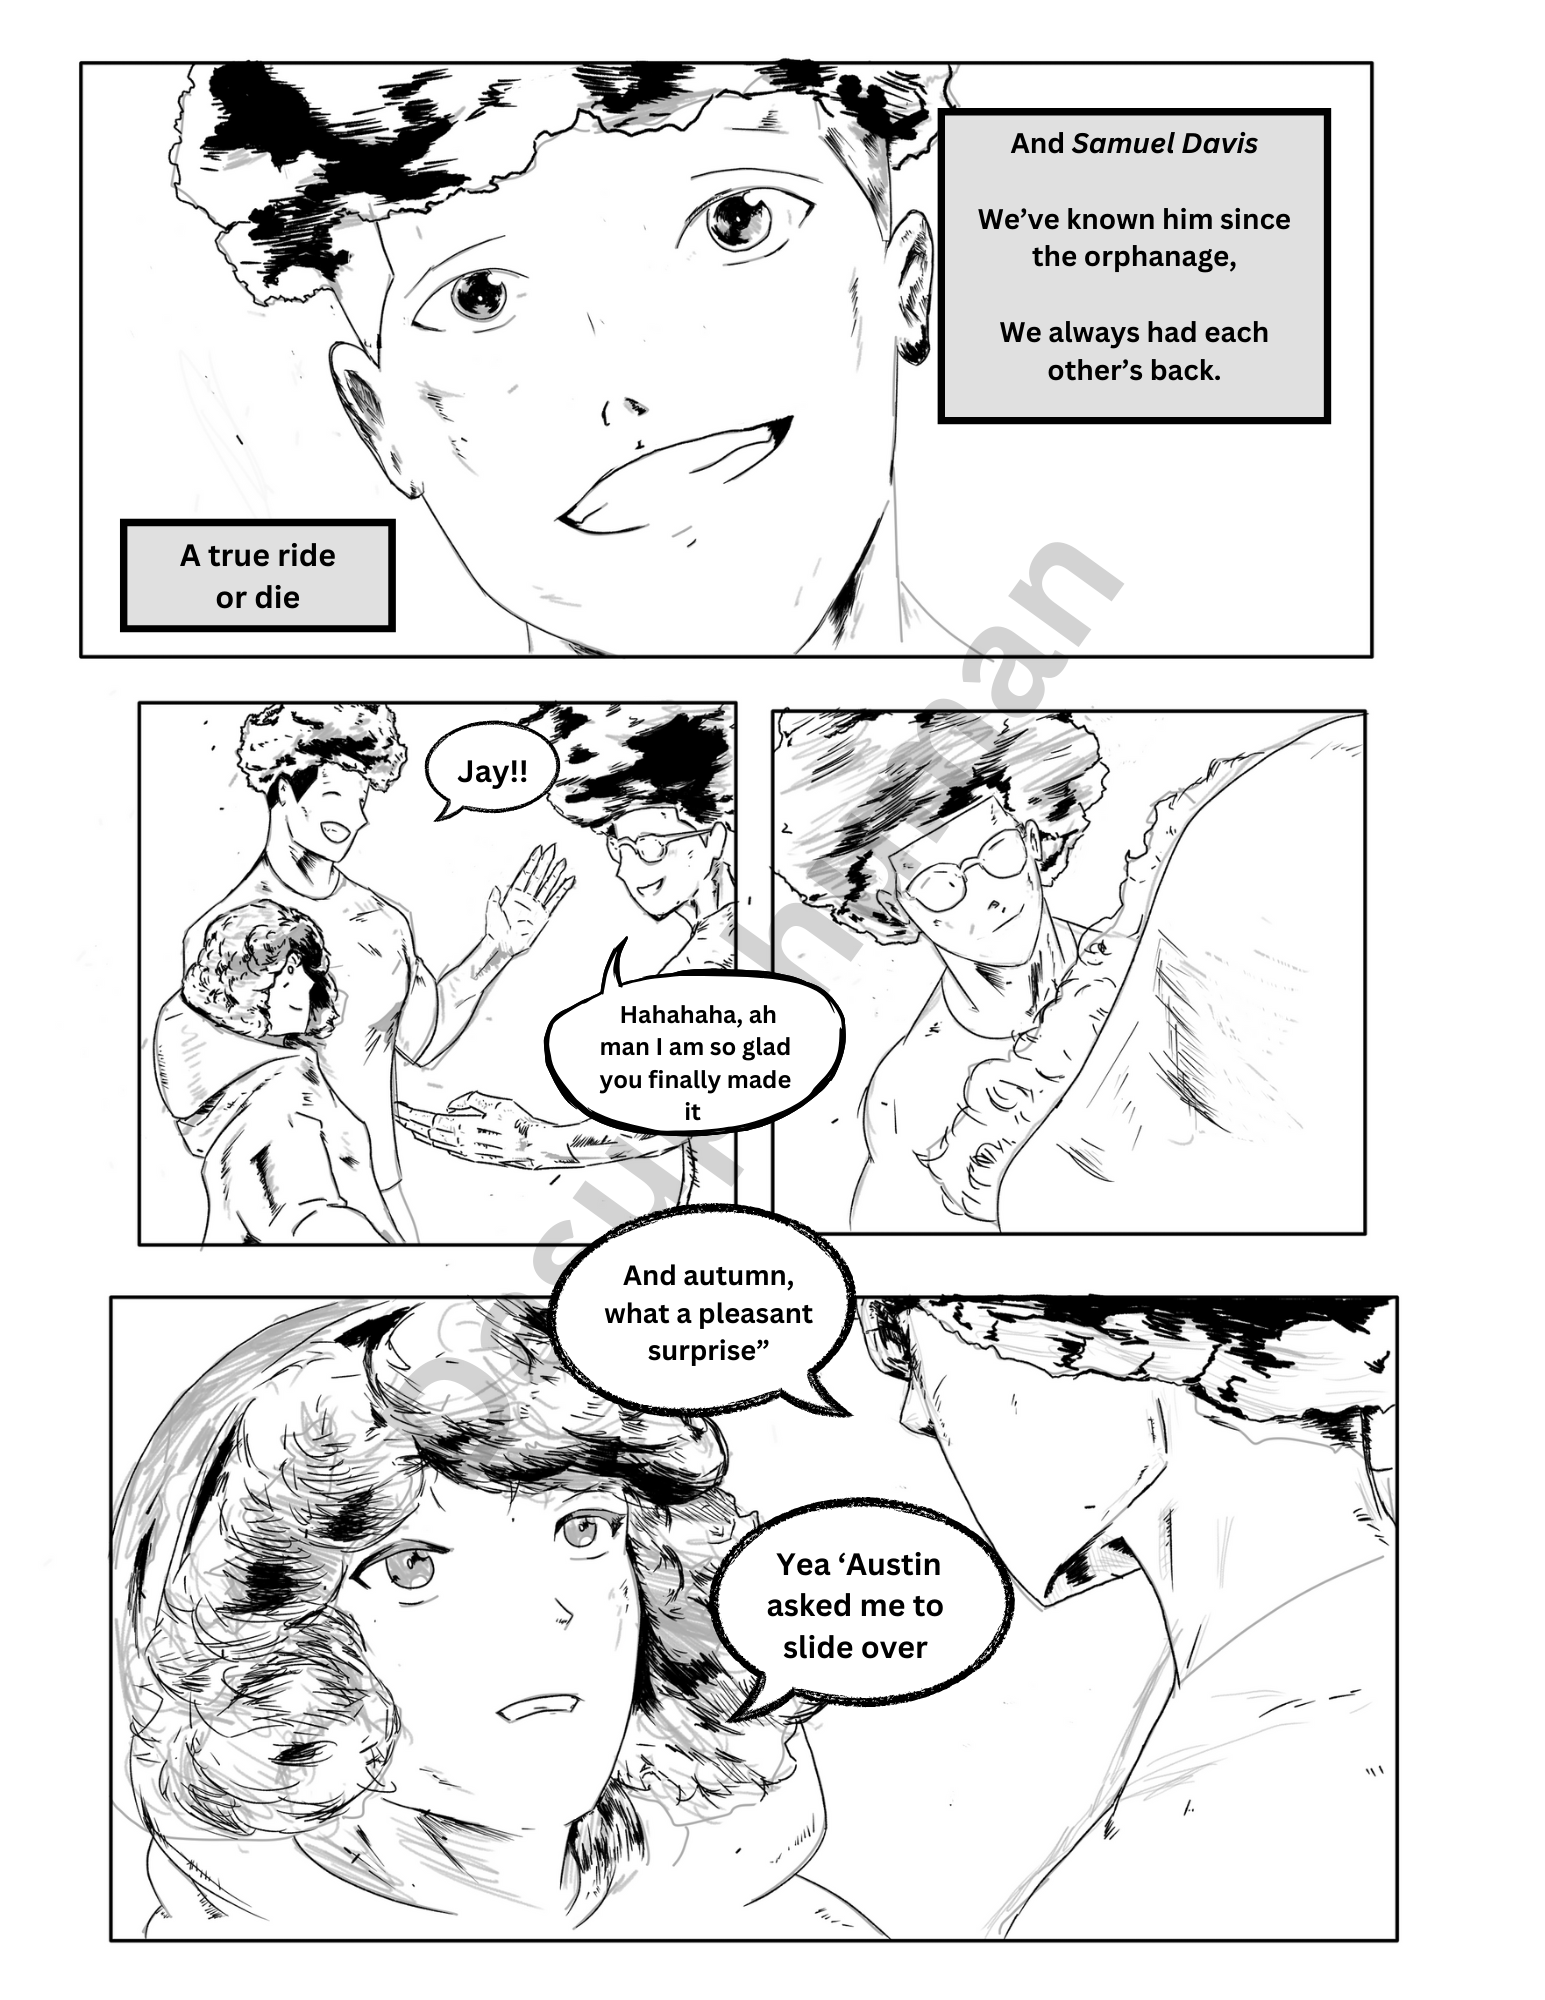 And Samuel Davis
We’ve known him since
the orphanage,
We always had each
other’s back.
A true ride
or die
Jay!!
Hahahaha, ah
man I am so glad
you finally made
it
And autumn,
what a pleasant
surprise”
Yea ‘Austin
asked me to
slide over